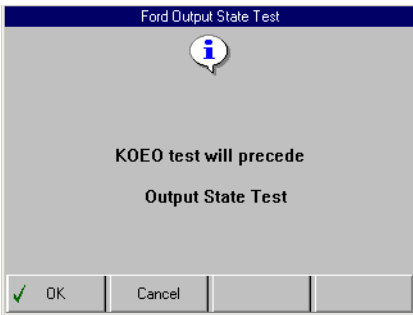 Ford Output State Test
KOEO test will precede
Output State Test
OK Cancel